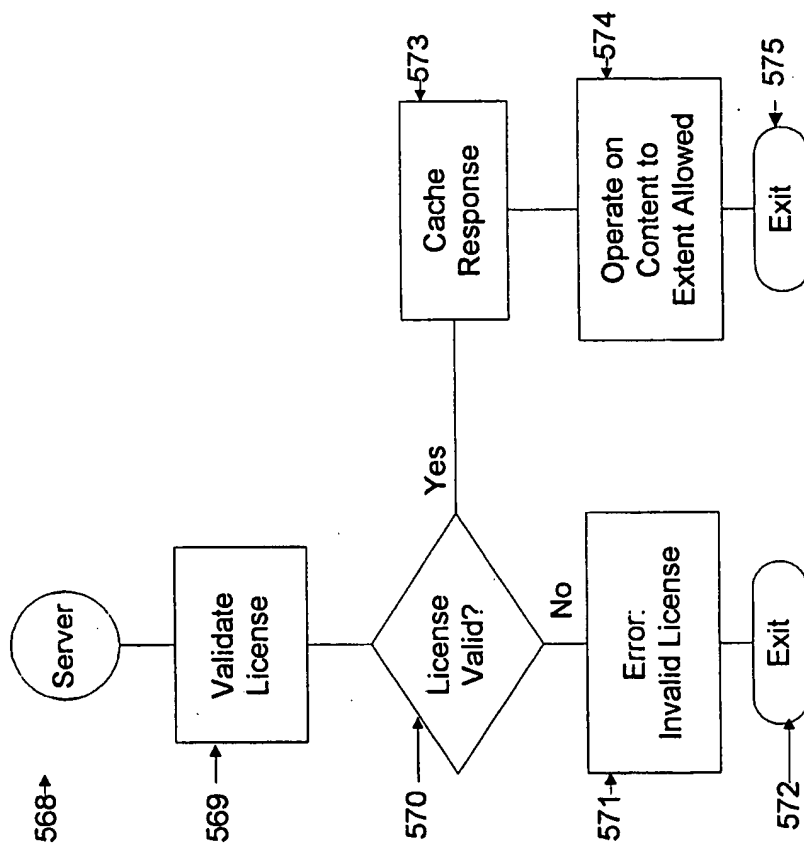 568
Server
569
Validate
License
570
License
Valid?
Yes
No
571
Error:
Invalid License
572
Exit
573
Cache
Response
574
Operate on
Content to
Extent Allowed
575
Exit